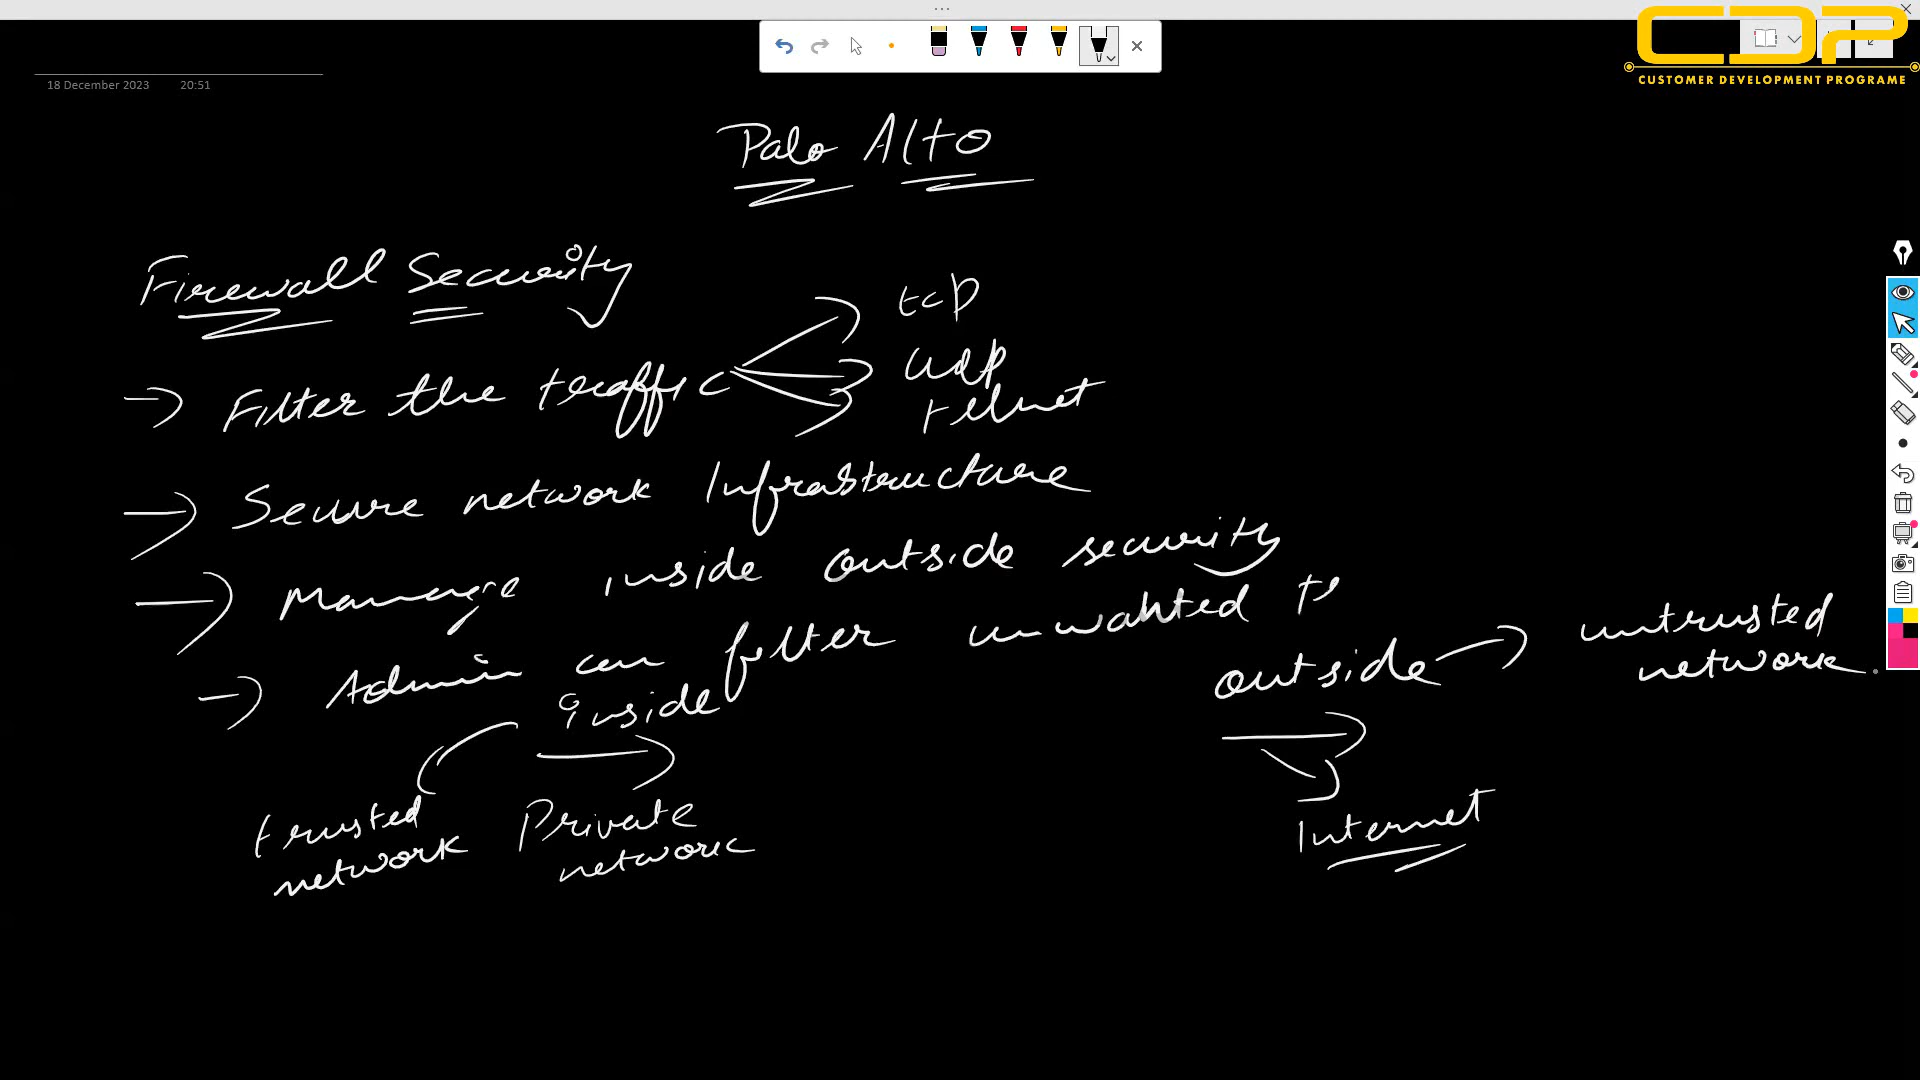 CDP
CUSTOMER DEVELOPMENT PROGRAME
18 December 2023 20:51
Palo Alto
Firewall Security
→ Filter the traffic
tcp
udp
telnet
→ Secure network Infrastructure
→ Manage inside outside security
→ Admin can filter unwanted
inside
outside → untrusted
network
trusted
network
Private
network
Internet